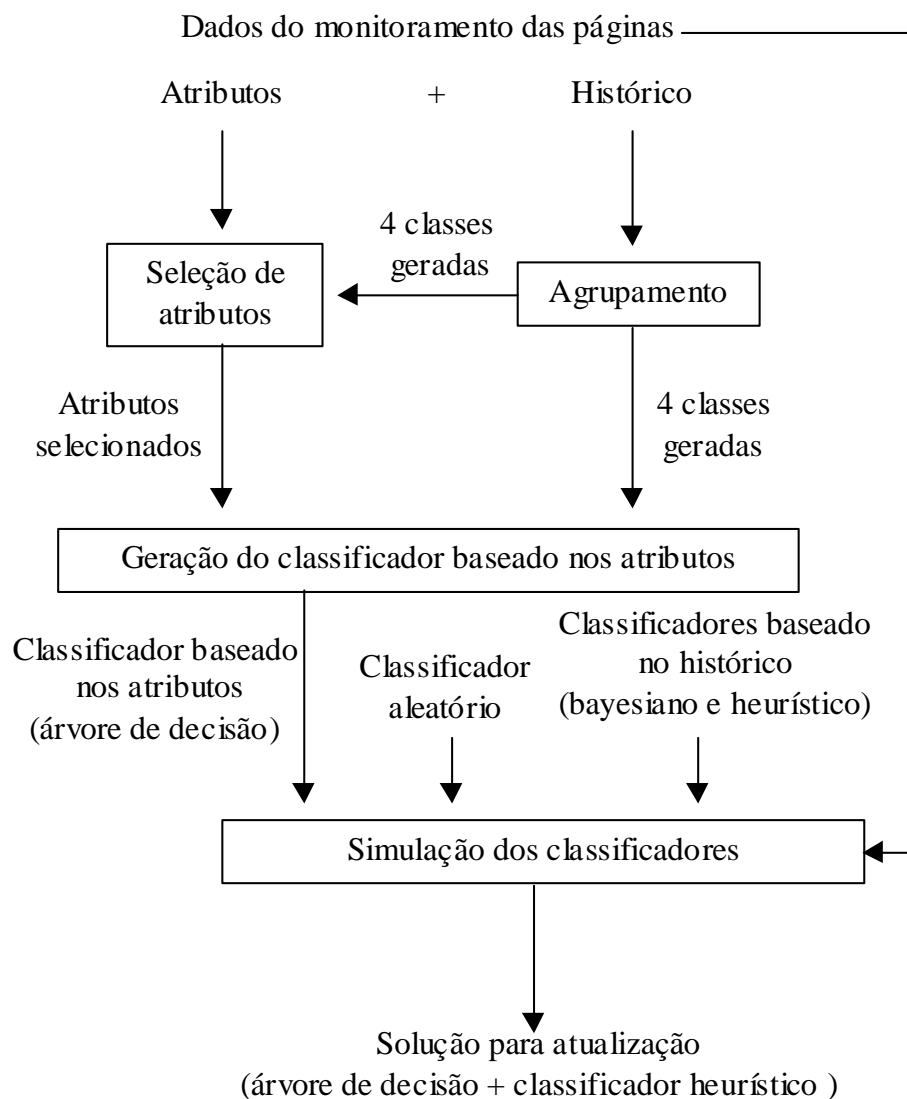 Dados do monitoramento das páginas
Atributos + Histórico
4 classes
geradas
Seleção de
atributos
Agrupamento
Atributos
selecionados
4 classes
geradas
Geração do classificador baseado nos atributos
Classificador baseado
nos atributos
(árvore de decisão)
Classificador
aleatório
Classificadores baseado
no histórico
(bayesiano e heurístico)
Simulação dos classificadores
Solução para atualização
(árvore de decisão + classificador heurístico )